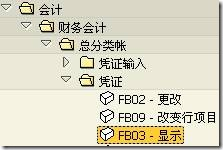 会计
财务会计
总分类帐
凭证输入
凭证
FB02 - 更改
FB09 - 改变行项目
FB03 - 显示